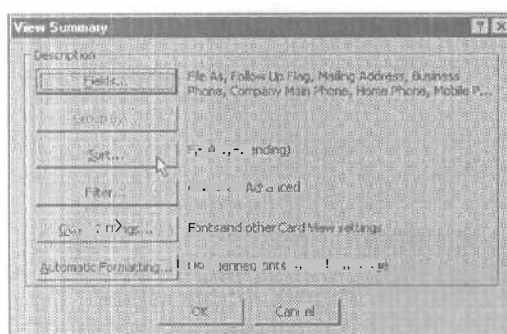 View Summary
Description
Fields...
File As, Follow Up Flag, Mailing Address, Business
Phone, Company Main Phone, Home Phone, Mobile P...
Group By...
Sort...
Filter...
Advanced
Fonts and other Card View settings
Automatic Formatting...
OK
Cancel